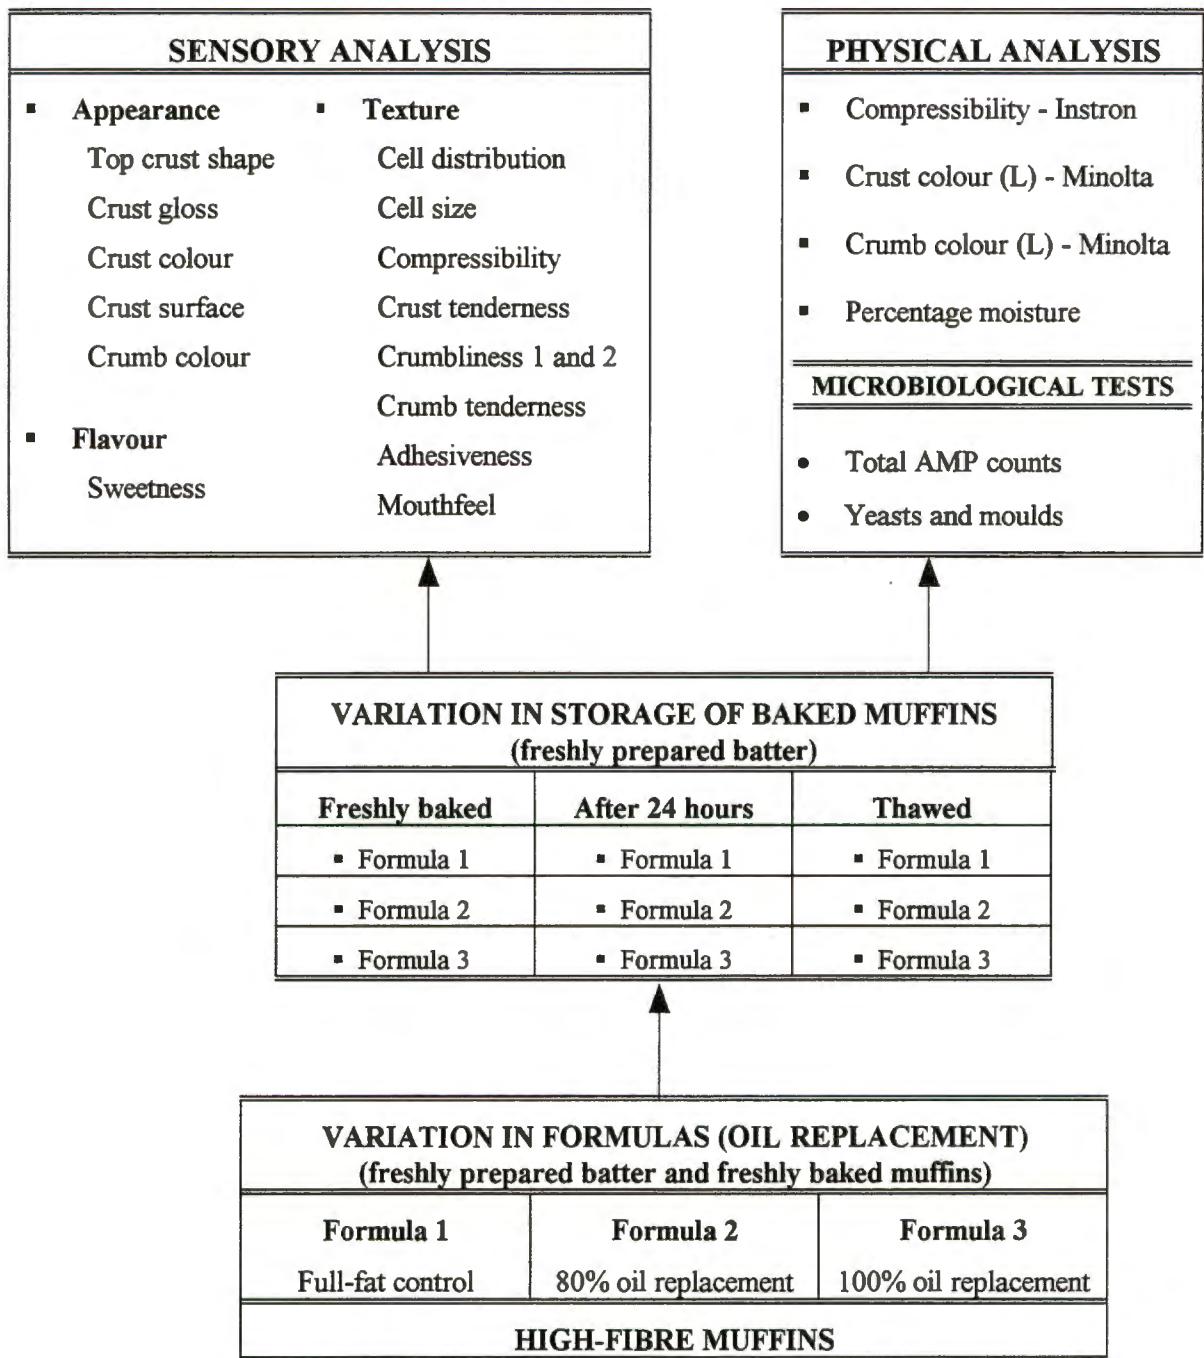 SENSORY ANALYSIS
▪ Appearance
Top crust shape
Crust gloss
Crust colour
Crust surface
Crumb colour
▪ Flavour
Sweetness
▪ Texture
Cell distribution
Cell size
Compressibility
Crust tenderness
Crumbliness 1 and 2
Crumb tenderness
Adhesiveness
Mouthfeel
PHYSICAL ANALYSIS
▪ Compressibility - Instron
▪ Crust colour (L) - Minolta
▪ Crumb colour (L) - Minolta
▪ Percentage moisture
MICROBIOLOGICAL TESTS
● Total AMP counts
● Yeasts and moulds
VARIATION IN STORAGE OF BAKED MUFFINS
(freshly prepared batter)
Freshly baked After 24 hours Thawed
▪ Formula 1 ▪ Formula 1 ▪ Formula 1
▪ Formula 2 ▪ Formula 2 ▪ Formula 2
▪ Formula 3 ▪ Formula 3 ▪ Formula 3
VARIATION IN FORMULAS (OIL REPLACEMENT)
(freshly prepared batter and freshly baked muffins)
Formula 1 Formula 2 Formula 3
Full-fat control 80% oil replacement 100% oil replacement
HIGH-FIBRE MUFFINS